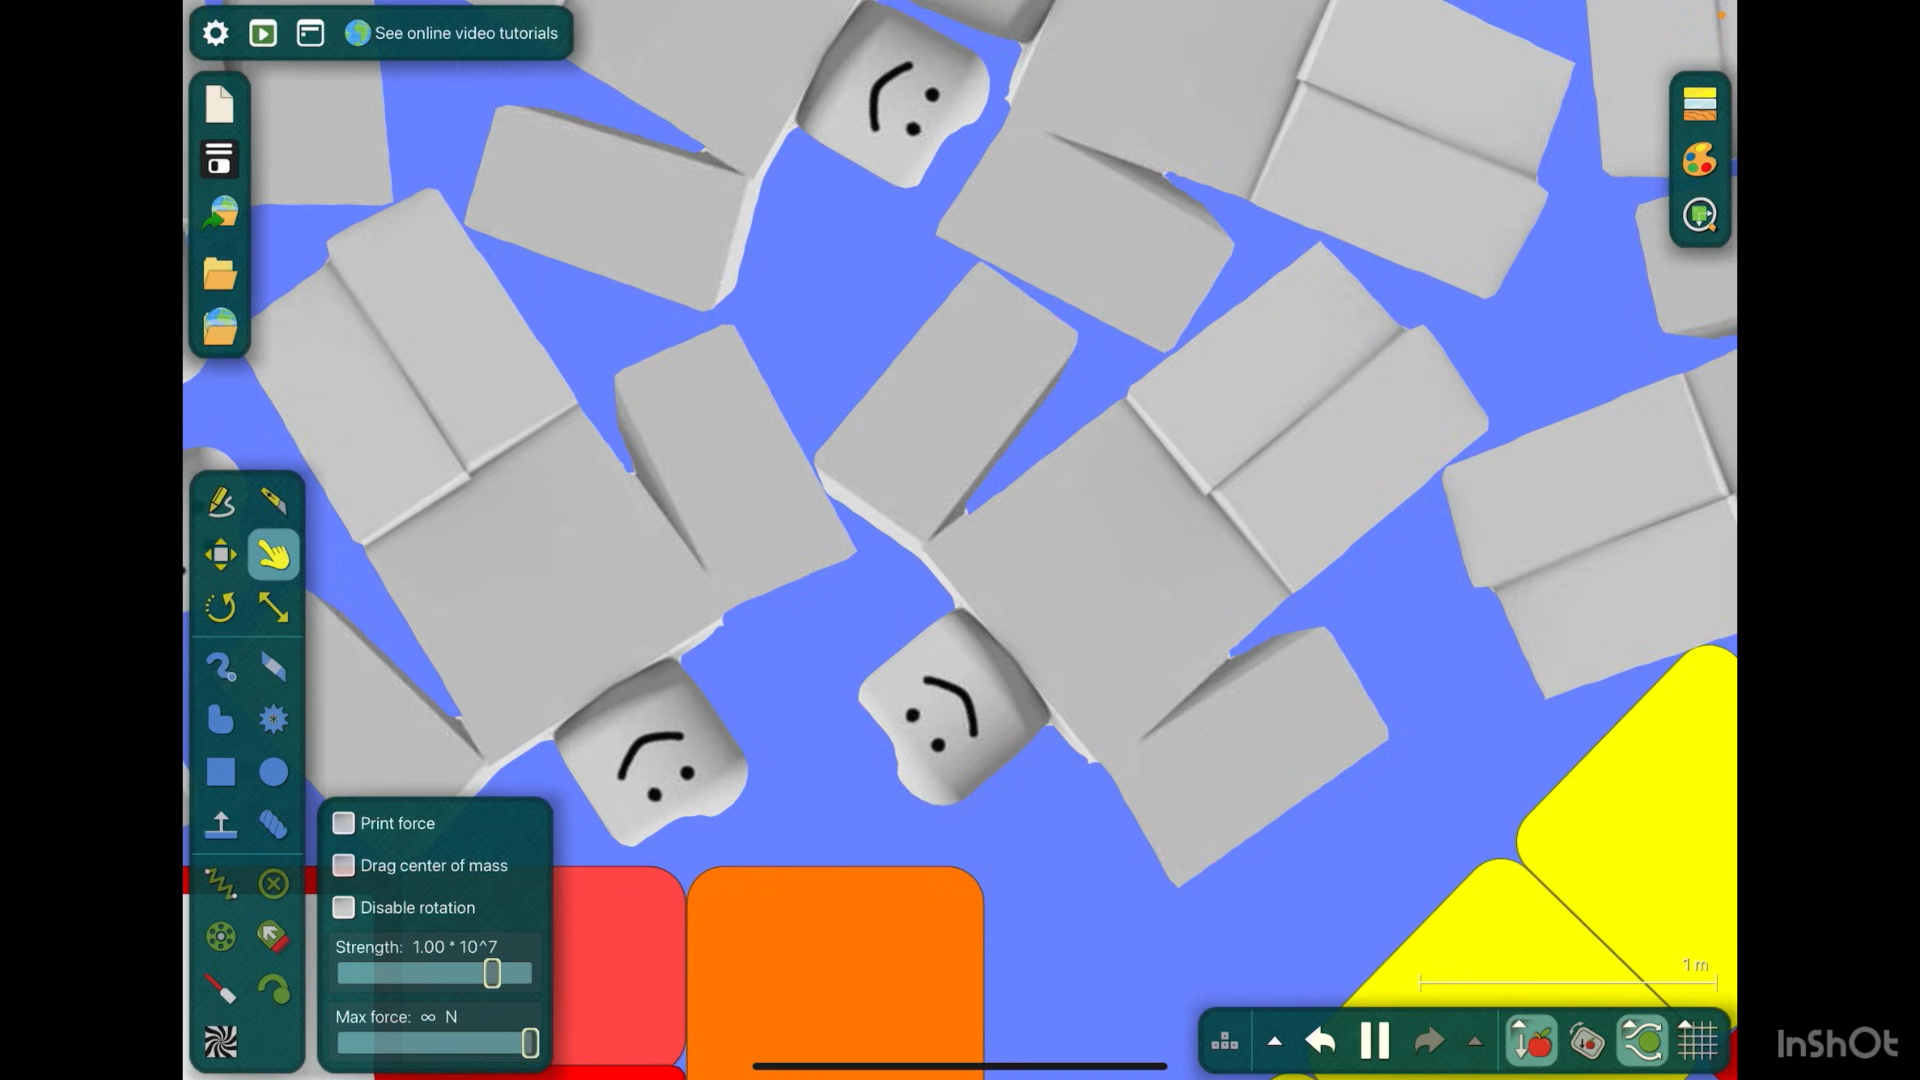 See online video tutorials
Print force
Drag center of mass
Disable rotation
Strength: 1.00 * 10^7
Max force: ∞ N
1 m
InShOt